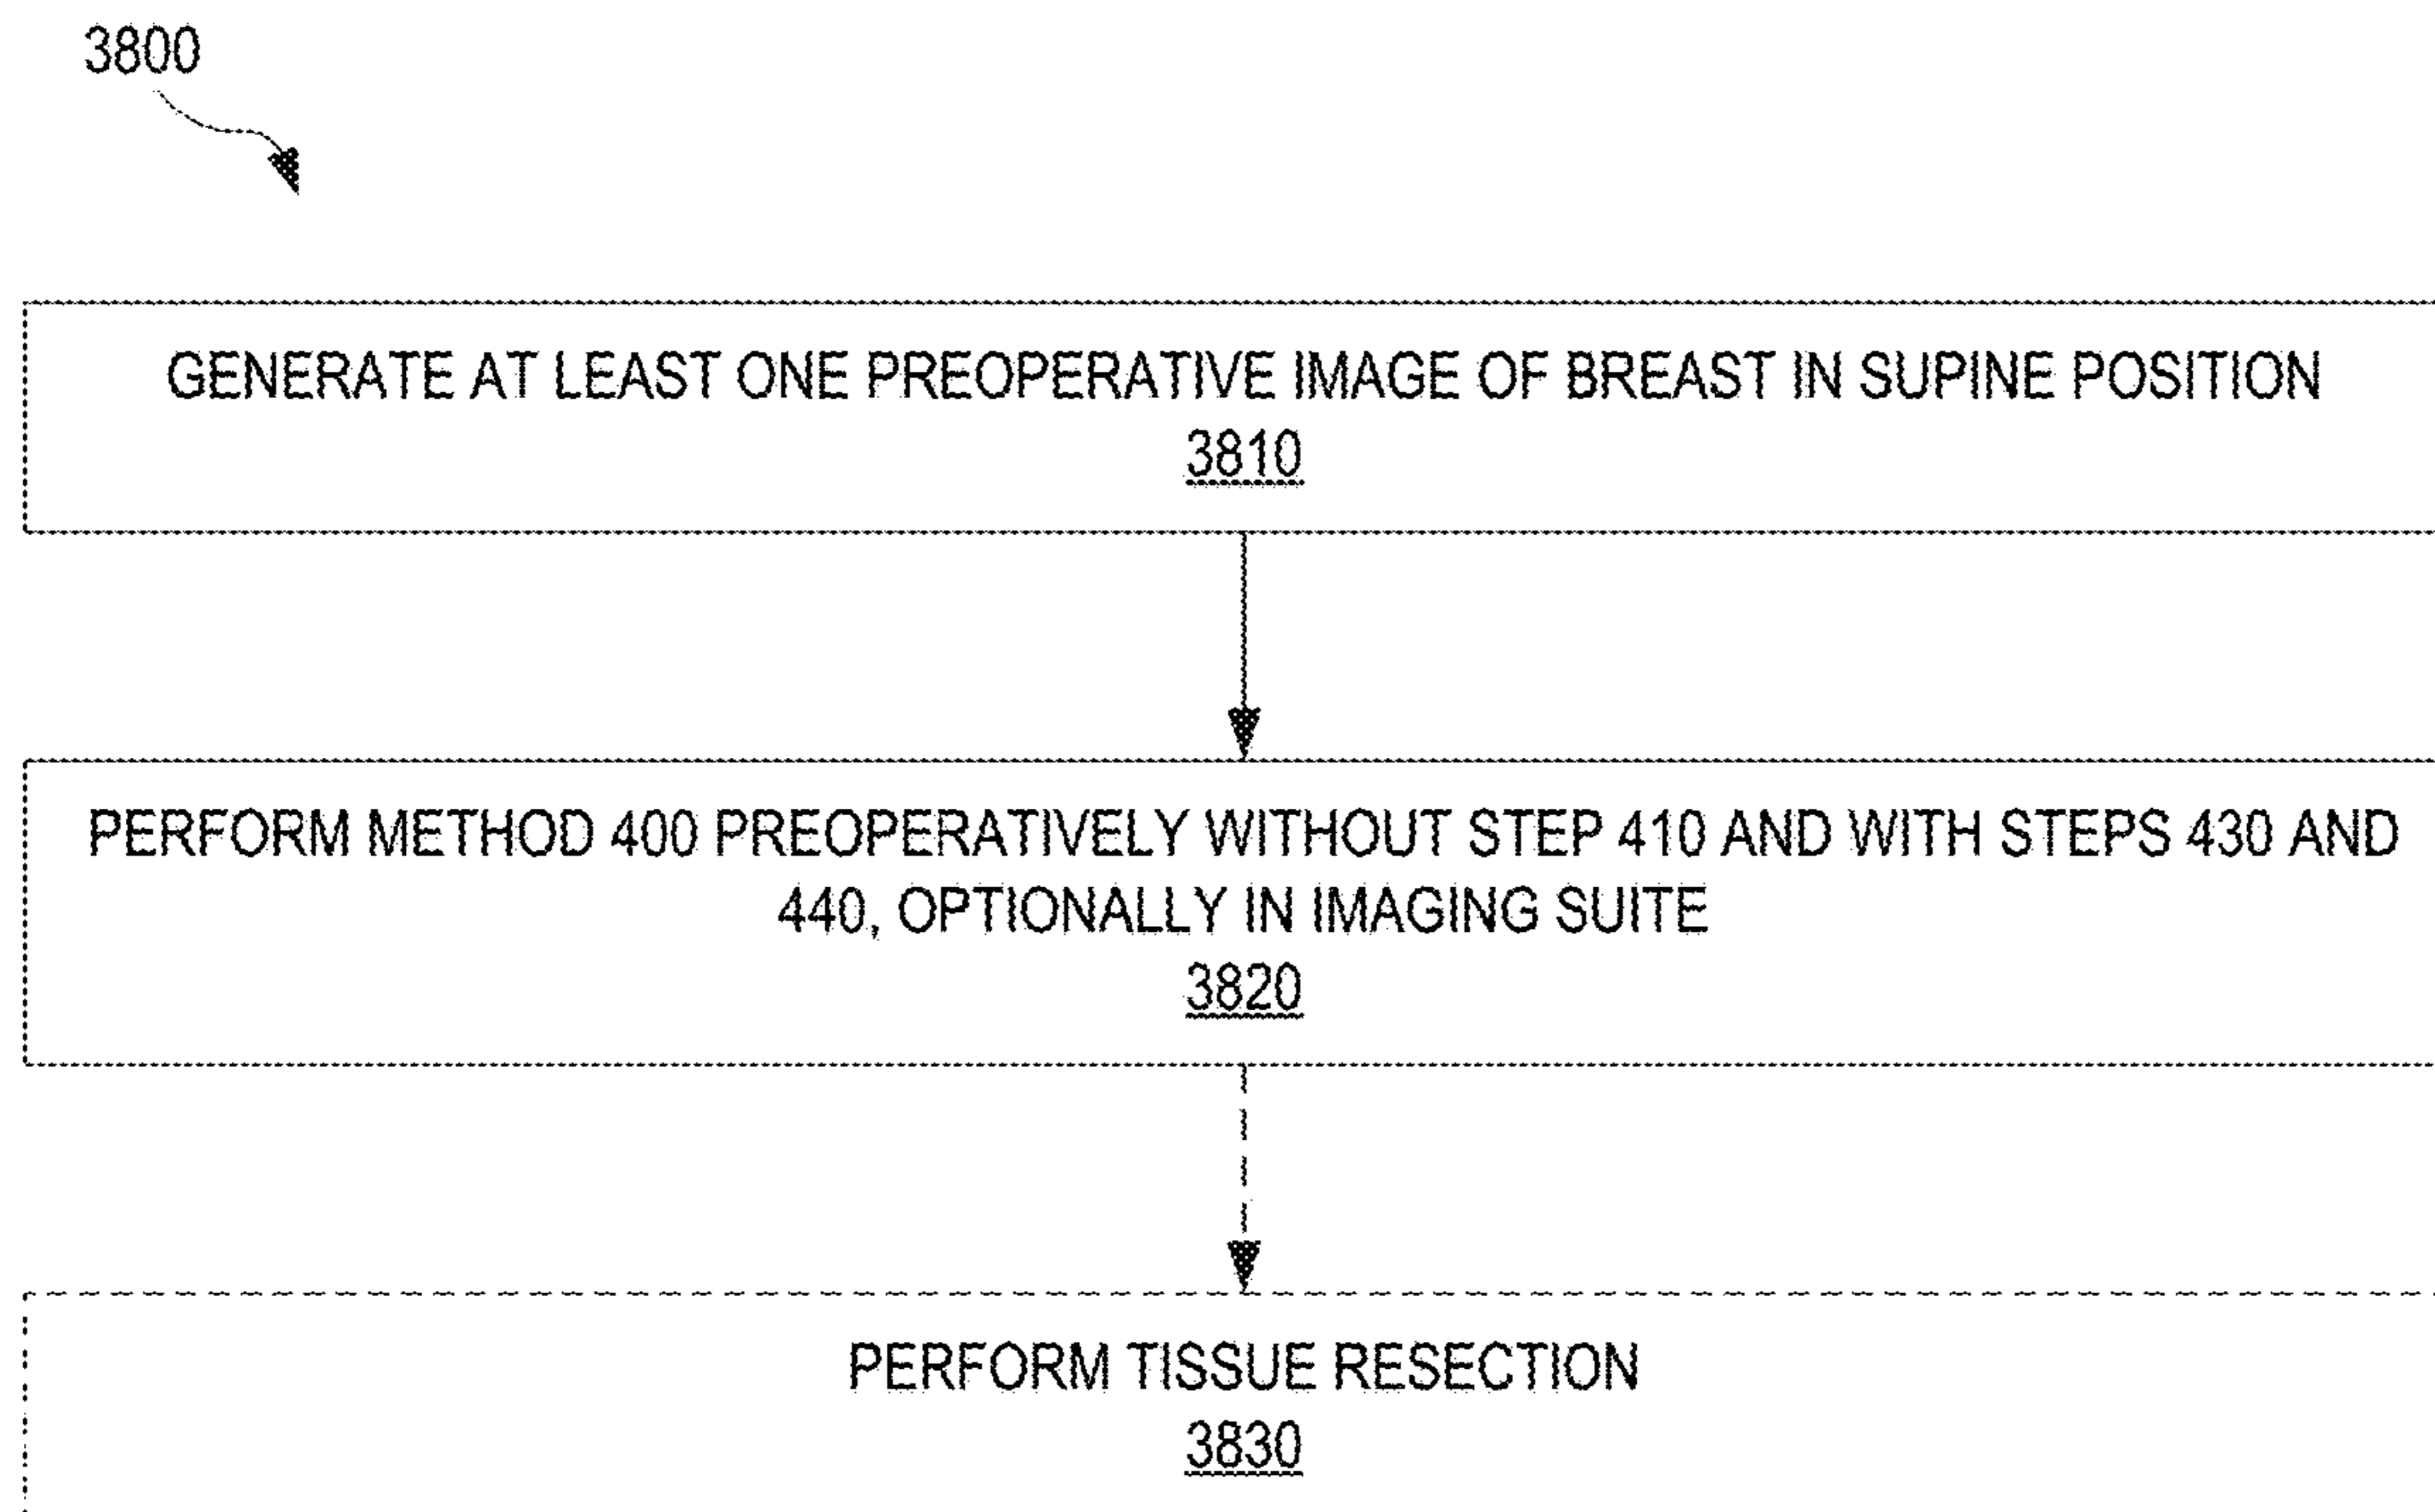 3800
GENERATE AT LEAST ONE PREOPERATIVE IMAGE OF BREAST IN SUPINE POSITION
3810
PERFORM METHOD 400 PREOPERATIVELY WITHOUT STEP 410 AND WITH STEPS 430 AND
440, OPTIONALLY IN IMAGING SUITE
3820
PERFORM TISSUE RESECTION
3830